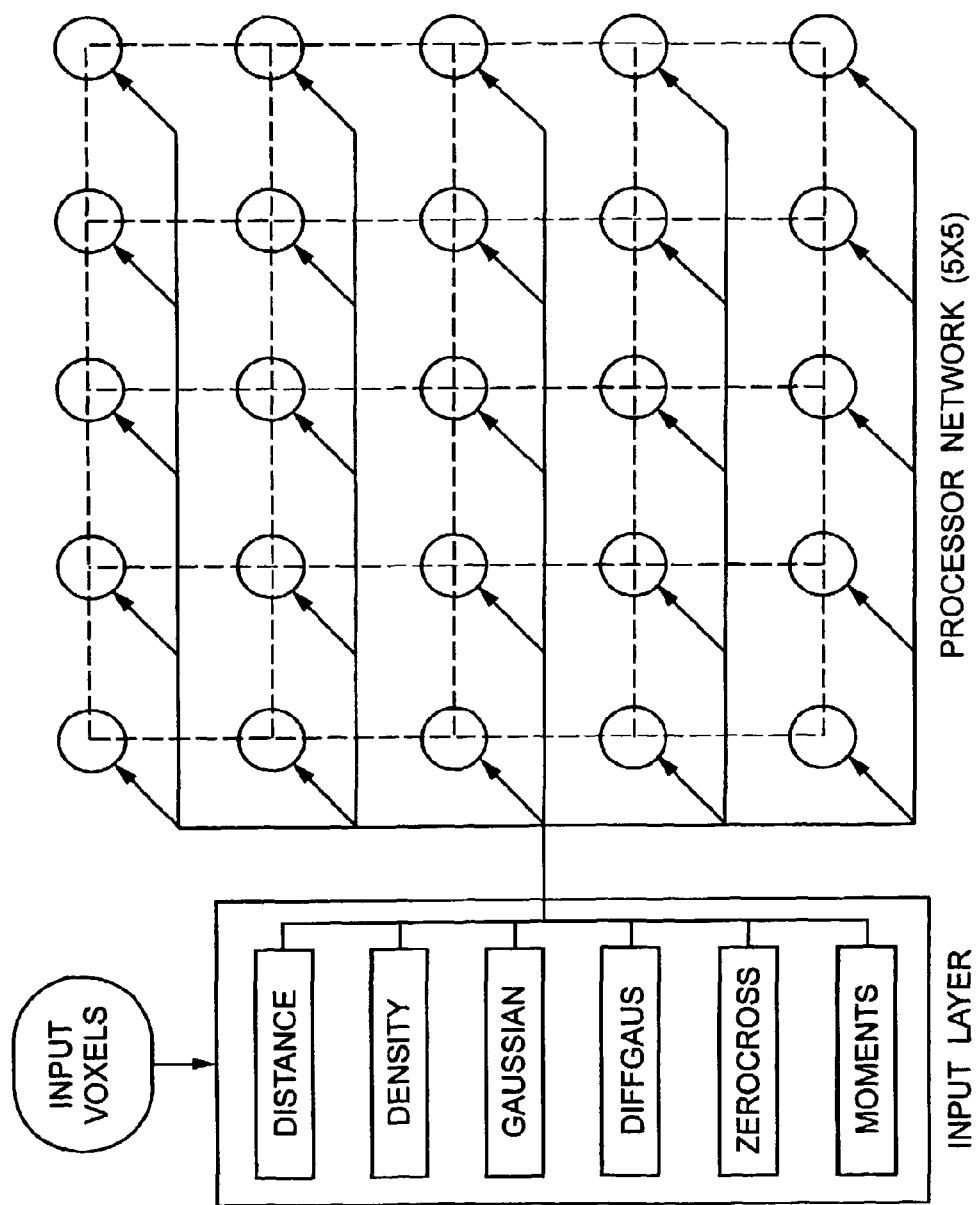 INPUT
VOXELS
DISTANCE
DENSITY
GAUSSIAN
DIFFGAUS
ZEROCROSS
MOMENTS
INPUT LAYER
PROCESSOR NETWORK (5X5)